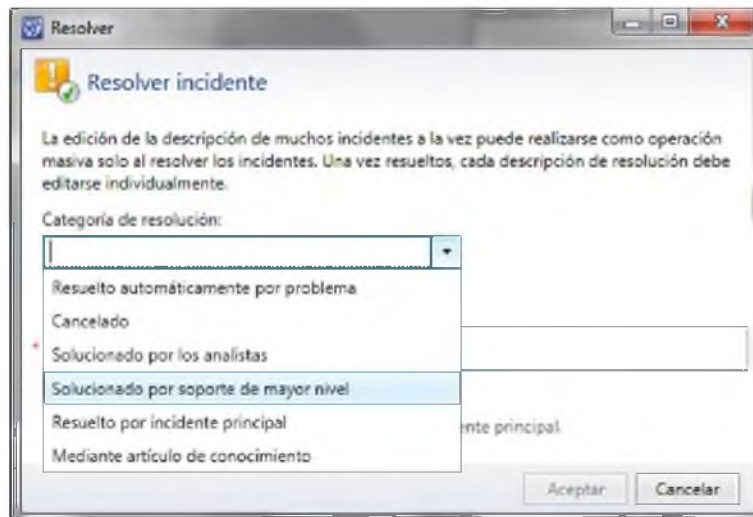 Resolver
Resolver incidente
La edición de la descripción de muchos incidentes a la vez puede realizarse como operación
masiva solo al resolver los incidentes. Una vez resueltos, cada descripción de resolución debe
editarse individualmente.
Categoría de resolución:
Resuelto automáticamente por problema
Cancelado
*
Solucionado por los analistas
Solucionado por soporte de mayor nivel
Resuelto por incidente principal
ente principal.
Mediante artículo de conocimiento
Aceptar Cancelar